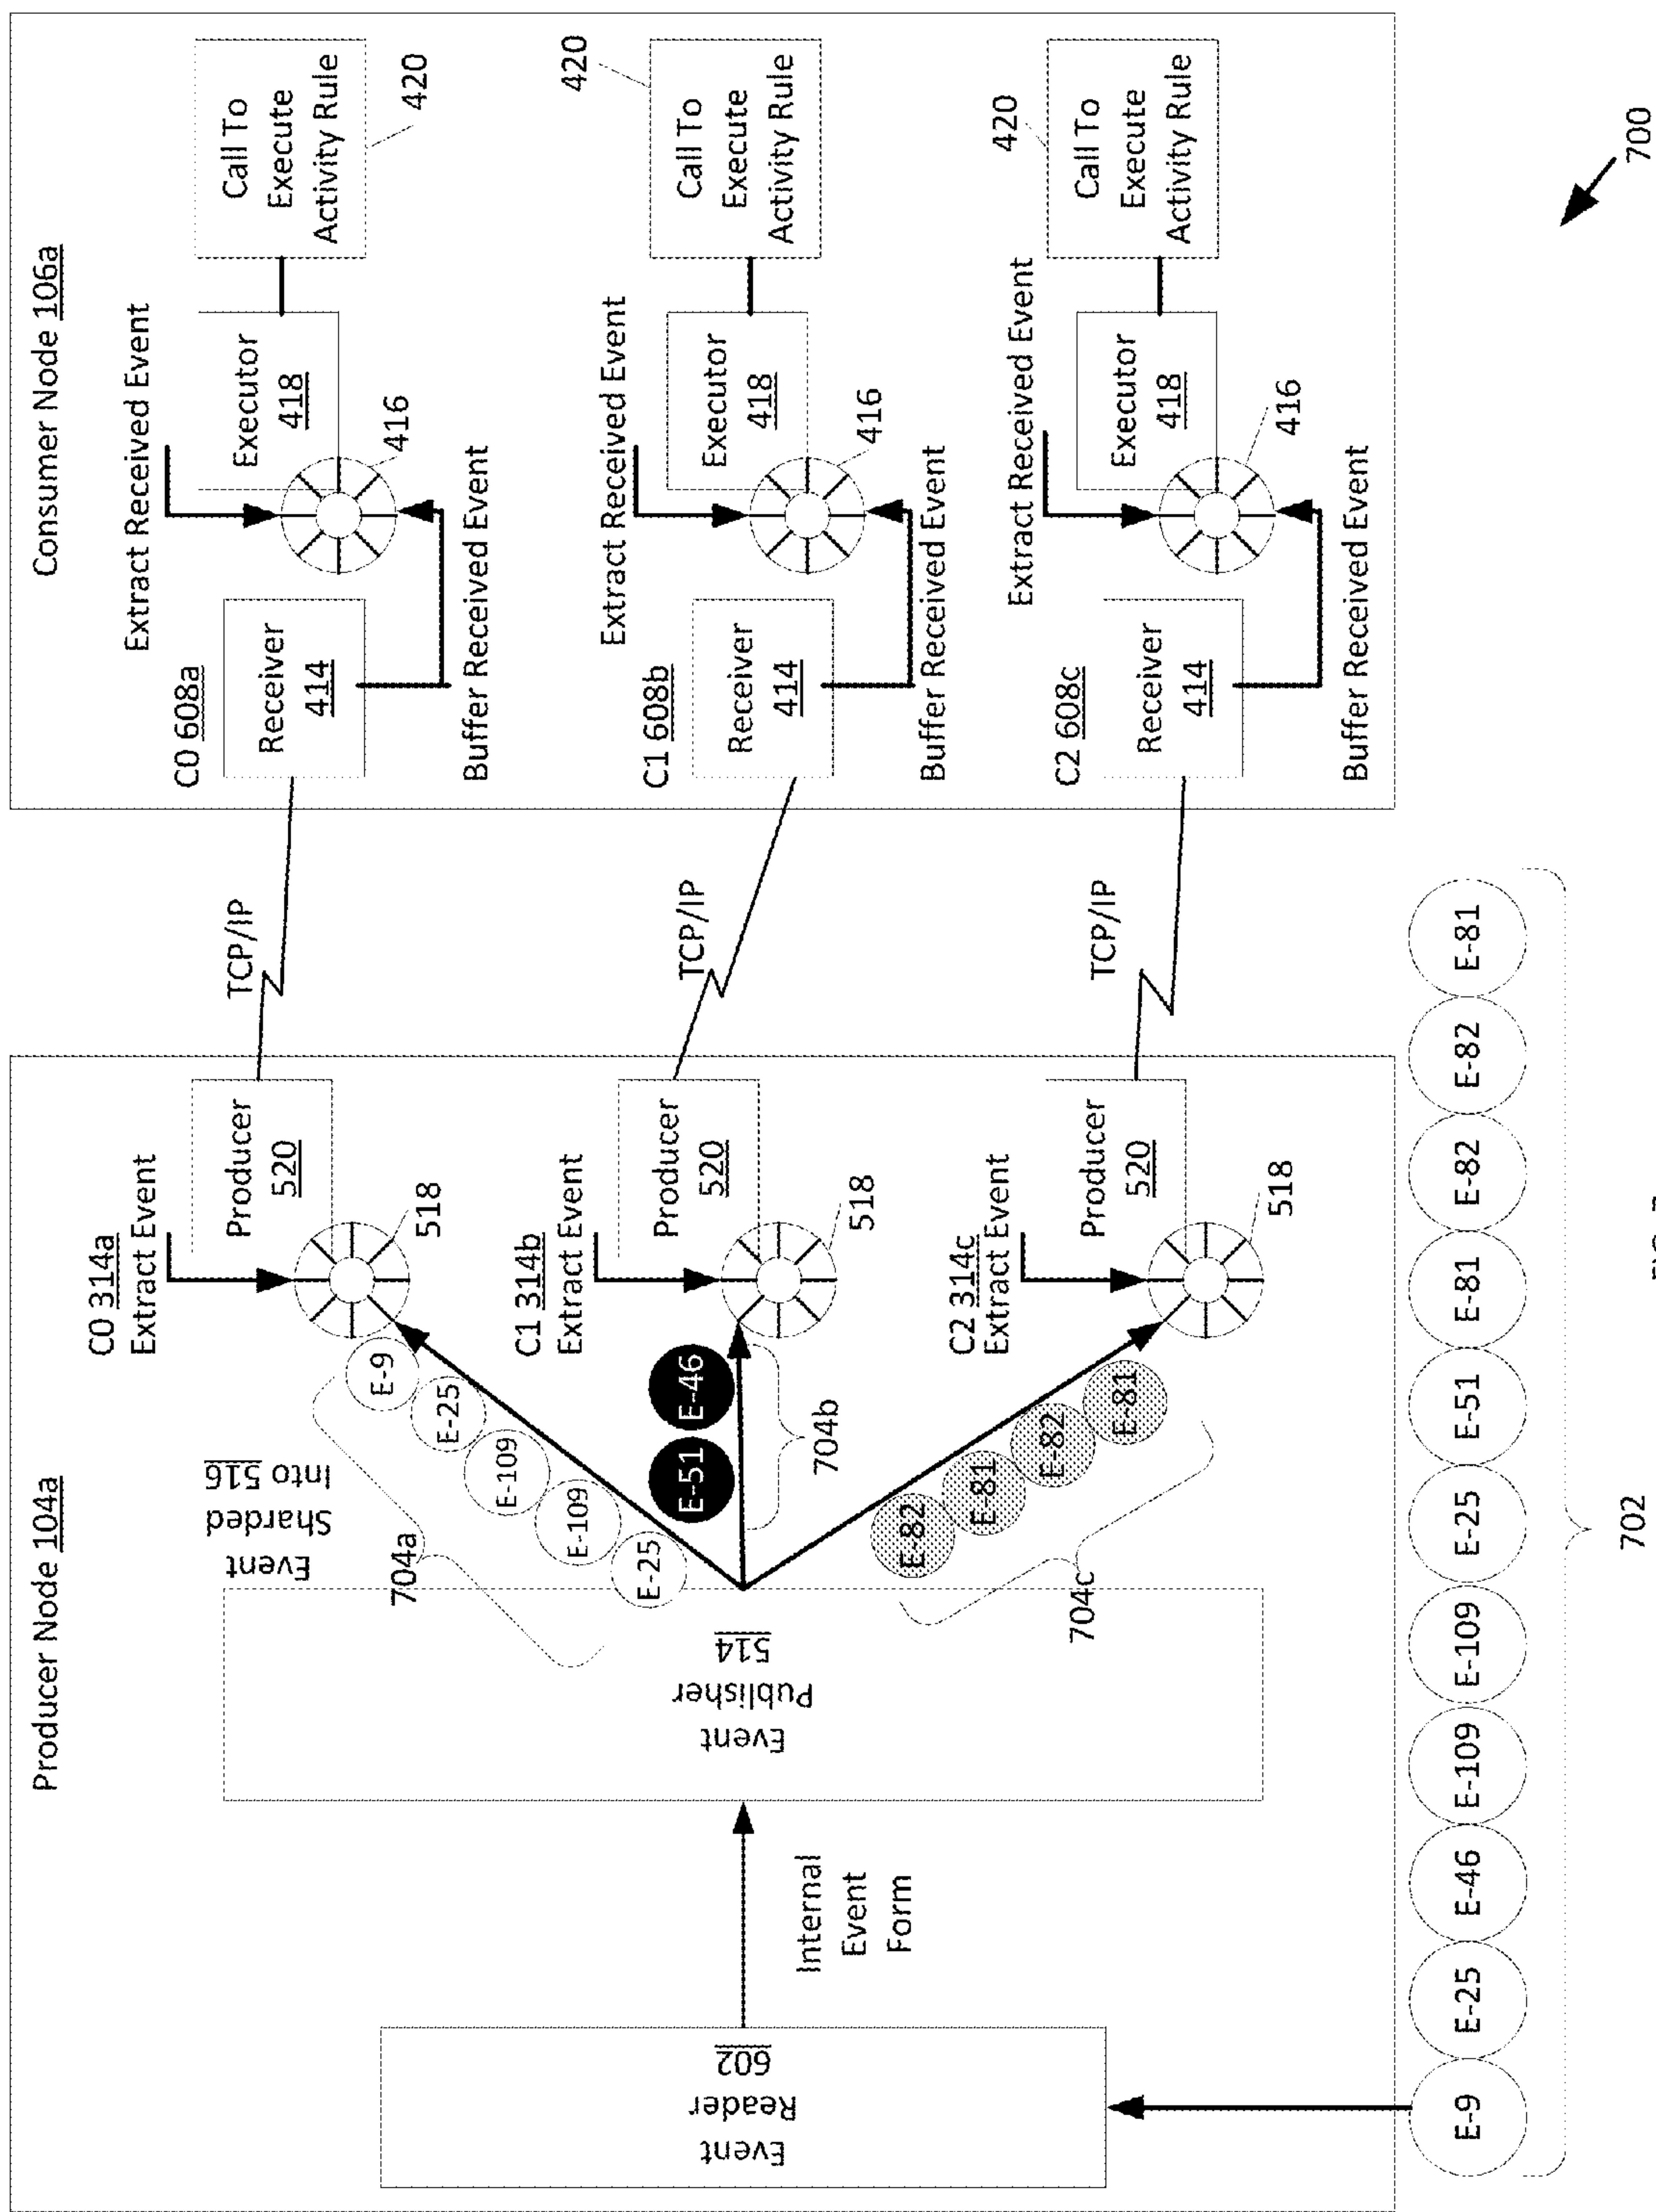 Producer Node 104a
Consumer Node 106a
Event
Reader
602
Internal
Event
Form
Event
Publisher
514
Event
Sharded
Into 516
704a
E-9
E-25
E-109
E-109
E-25
E-51
E-46
704b
E-82
E-81
E-82
E-81
704c
C0 314a
Extract Event
Producer
520
518
TCP/IP
C1 314b
Extract Event
Producer
520
518
TCP/IP
C2 314c
Extract Event
Producer
520
518
TCP/IP
C0 608a
Receiver
414
Extract Received Event
Buffer Received Event
Executor
418
416
Call To
Execute
Activity Rule
420
C1 608b
Receiver
414
Extract Received Event
Buffer Received Event
Executor
418
416
Call To
Execute
Activity Rule
420
C2 608c
Receiver
414
Extract Received Event
Buffer Received Event
Executor
418
416
Call To
Execute
Activity Rule
420
E-9 E-25 E-46 E-109 E-109 E-25 E-51 E-81 E-82 E-82 E-81
702
700